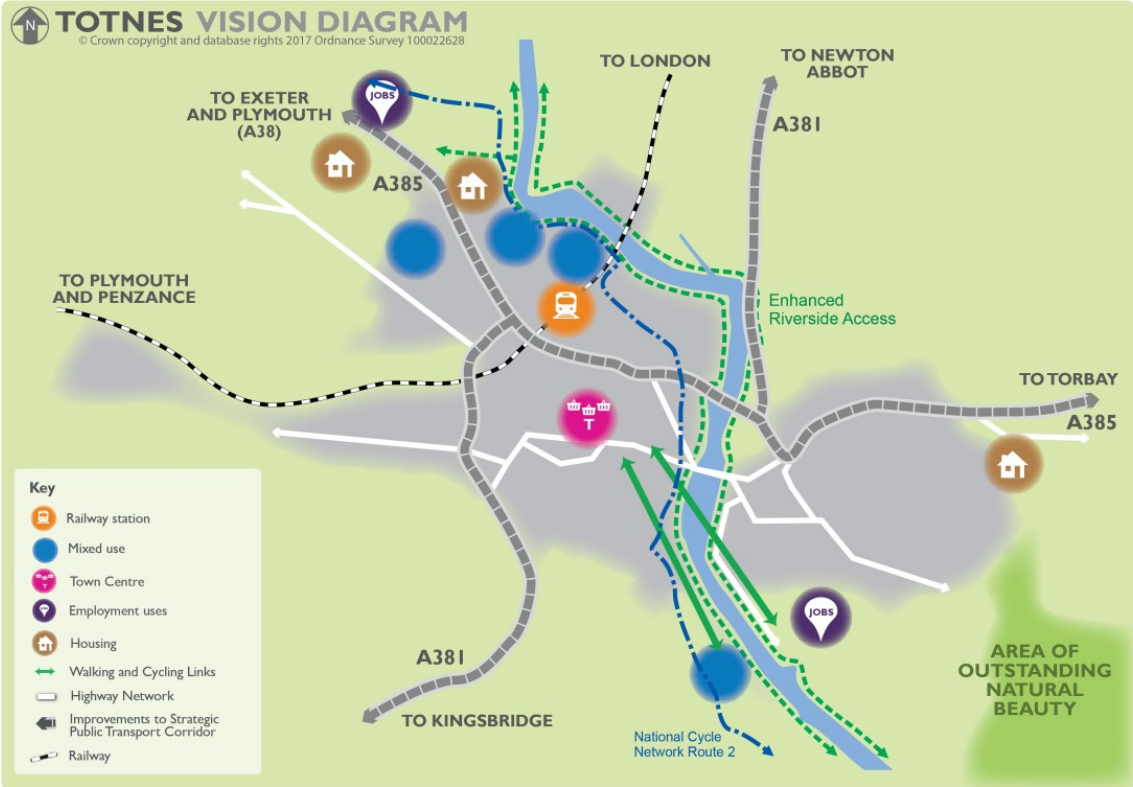 N
TOTNES VISION DIAGRAM
© Crown copyright and database rights 2017 Ordnance Survey 100022628
TO LONDON
TO NEWTON
ABBOT
JOBS
TO EXETER
AND PLYMOUTH
(A38)
A381
A385
TO PLYMOUTH
AND PENZANCE
Enhanced
Riverside Access
TO TORBAY
A385
T
Key
Railway station
Mixed use
T
Town Centre
Employment uses
Housing
Walking and Cycling Links
Highway Network
Improvements to Strategic
Public Transport Corridor
Railway
JOBS
A381
TO KINGSBRIDGE
AREA OF
OUTSTANDING
NATURAL
BEAUTY
National Cycle
Network Route 2